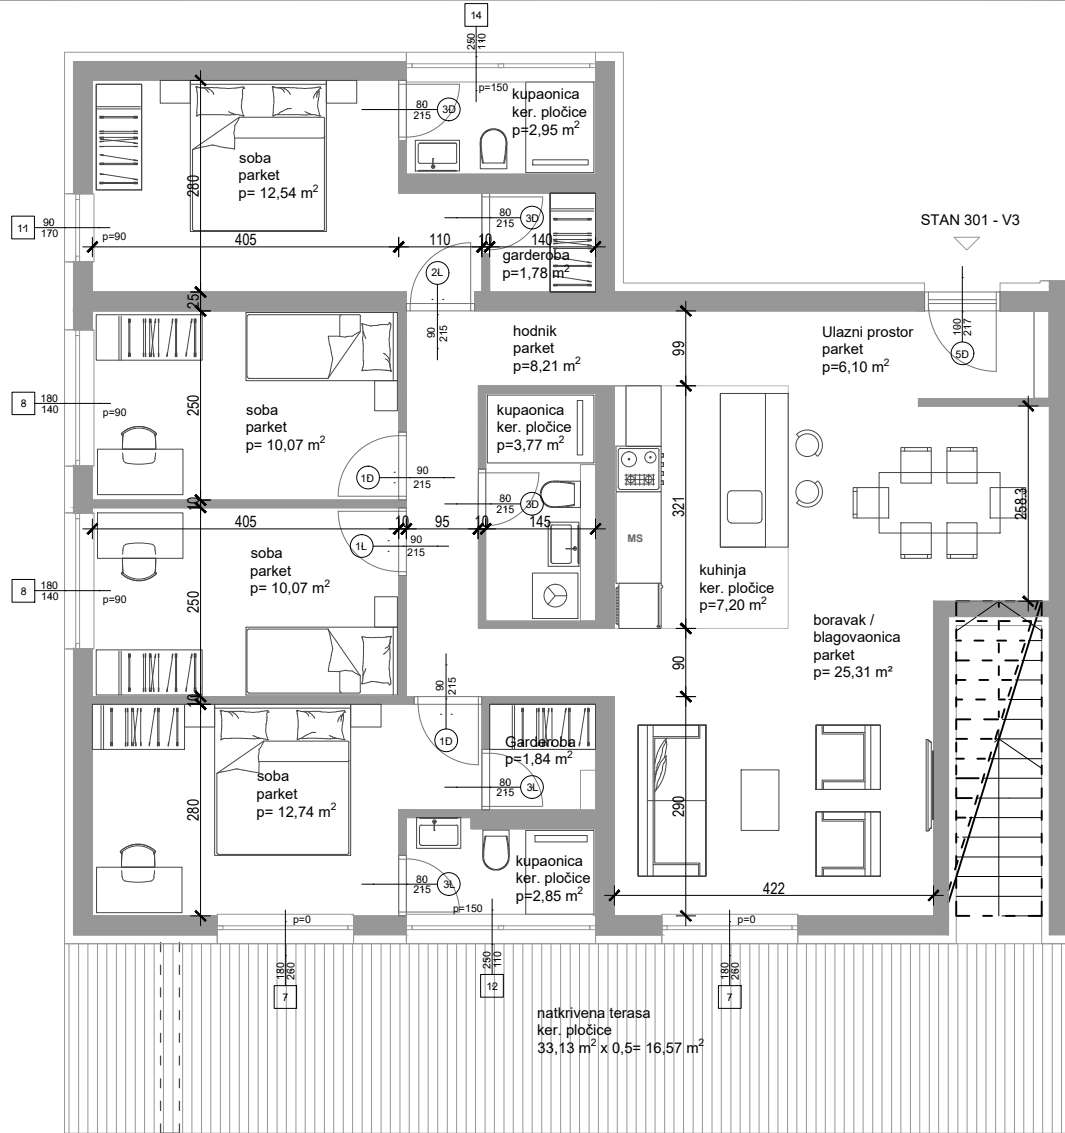 14
250
110
p=150
kupaonica
ker. pločice
p=2,95 m²
80
215
3D
soba
parket
p= 12,54 m²
280
11
90
170
p=90
405
110
10
140
80
215
3D
garderoba
p=1,78 m²
2L
90
215
25
STAN 301 - V3
100
217
5D
hodnik
parket
p=8,21 m²
99
Ulazni prostor
parket
p=6,10 m²
8
180
140
p=90
250
soba
parket
p= 10,07 m²
1D
90
215
kupaonica
ker. pločice
p=3,77 m²
80
215
3D
321
MS
258.3
10
405
10
95
10
145
1L
90
215
soba
parket
p= 10,07 m²
8
180
140
p=90
250
kuhinja
ker. pločice
p=7,20 m²
boravak /
blagovaonica
parket
p= 25,31 m²
90
10
90
215
1D
Garderoba
p=1,84 m²
80
215
3L
soba
parket
p= 12,74 m²
280
290
kupaonica
ker. pločice
p=2,85 m²
80
215
3L
p=150
422
p=0
p=0
180
260
7
250
110
12
180
260
7
natkrivena terasa
ker. pločice
33,13 m² x 0,5= 16,57 m²